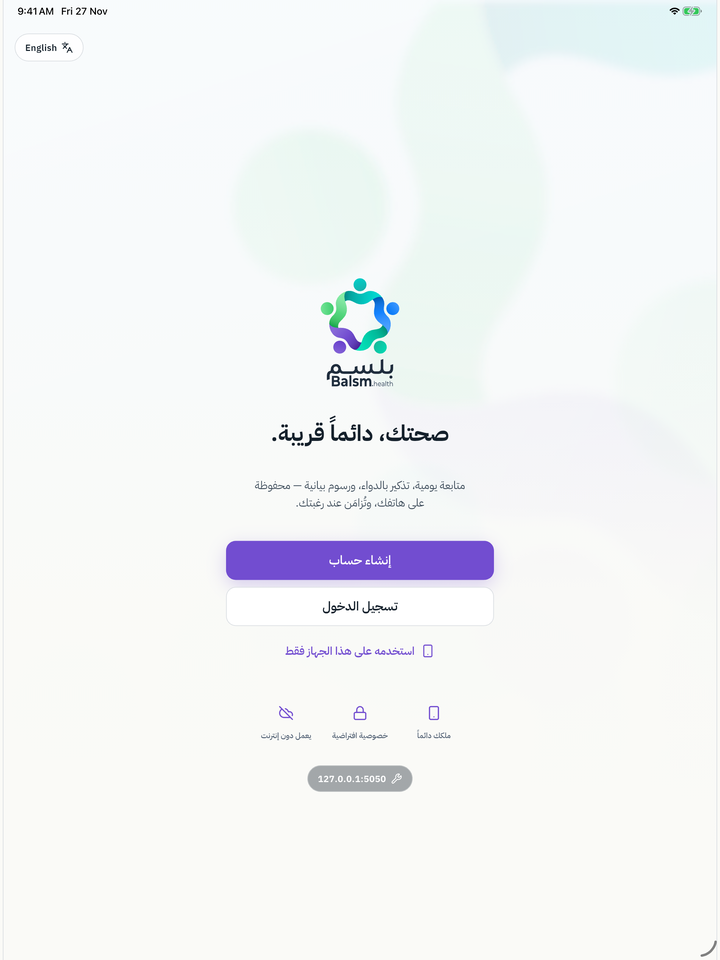 9:41 AM Fri 27 Nov
English
بلسم
Balsm.health
صحتك، دائماً قريبة.
متابعة يومية، تذكير بالدواء، ورسوم بيانية — محفوظة
على هاتفك، وتُزامَن عند رغبتك.
إنشاء حساب
تسجيل الدخول
استخدمه على هذا الجهاز فقط
ملكك دائماً
خصوصية افتراضية
يعمل دون إنترنت
127.0.0.1:5050